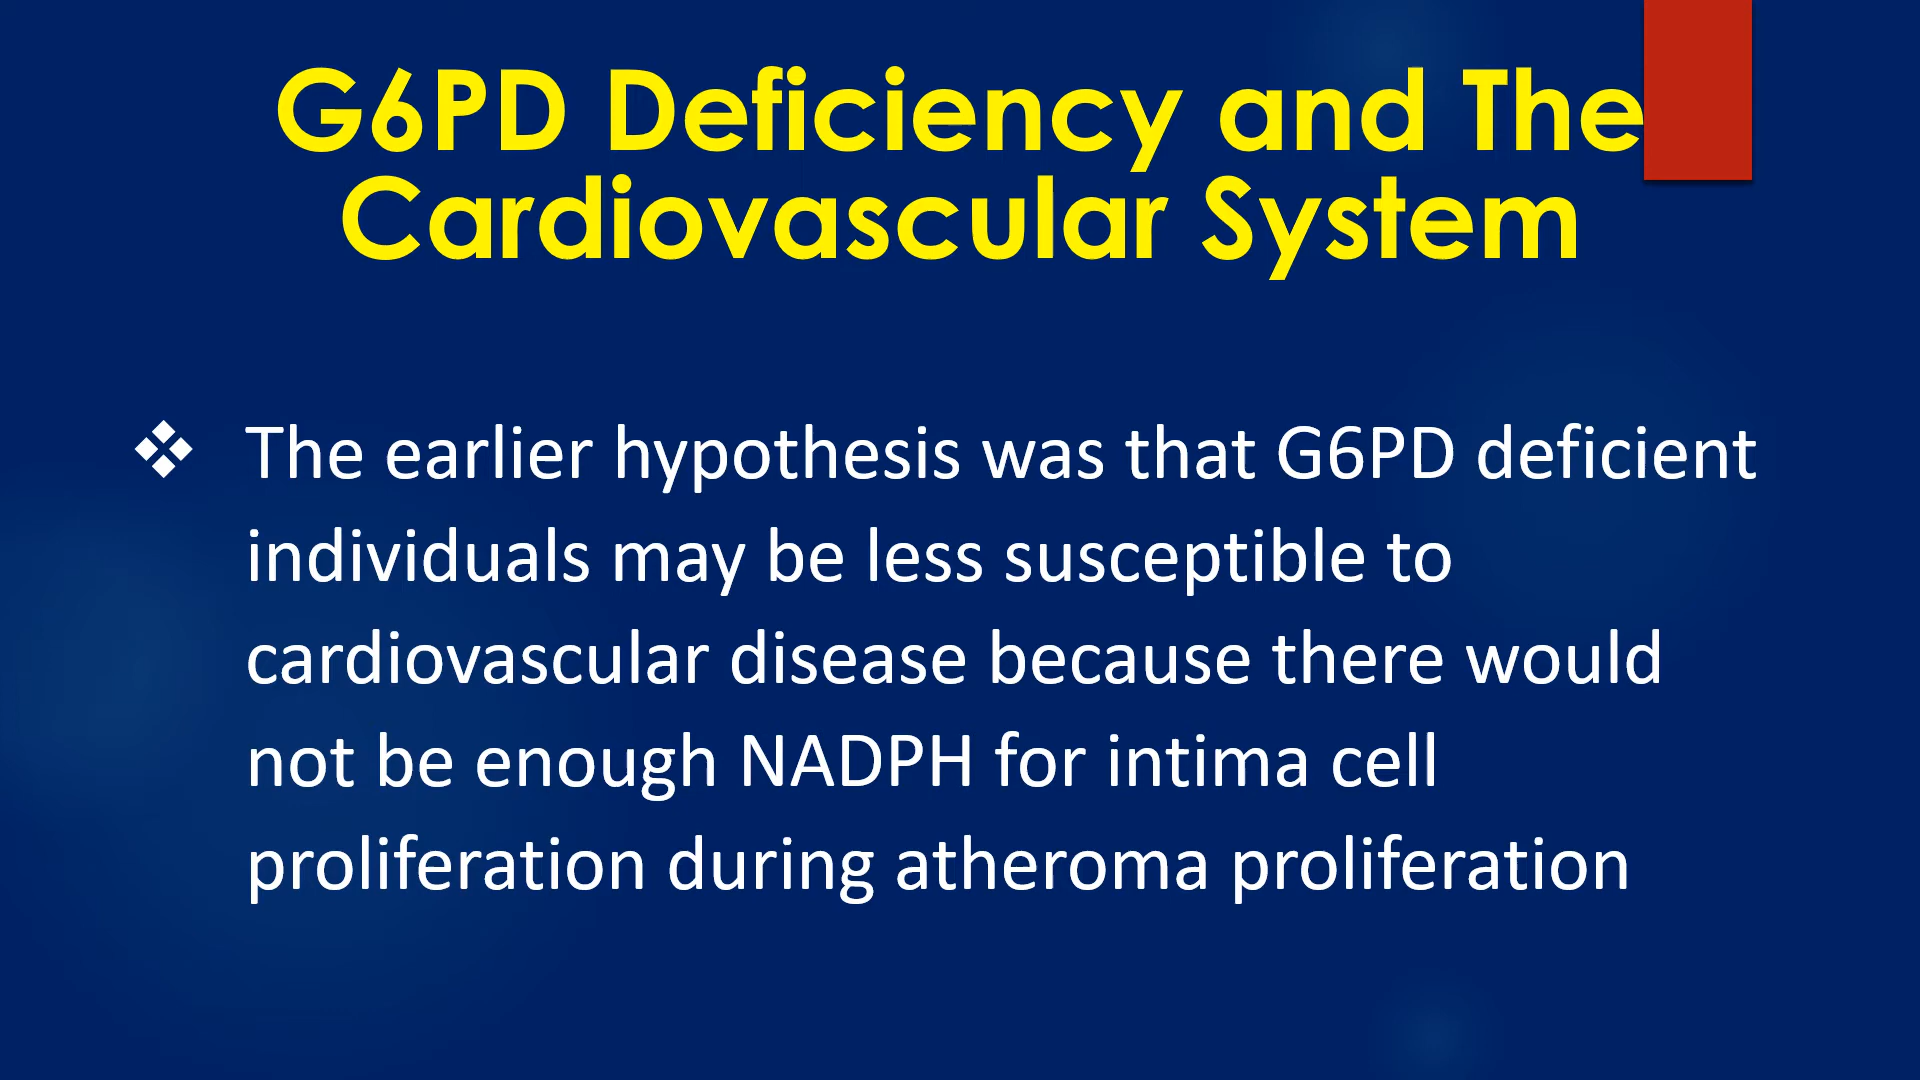 G6PD Deficiency and The
Cardiovascular System
❖ The earlier hypothesis was that G6PD deficient
individuals may be less susceptible to
cardiovascular disease because there would
not be enough NADPH for intima cell
proliferation during atheroma proliferation